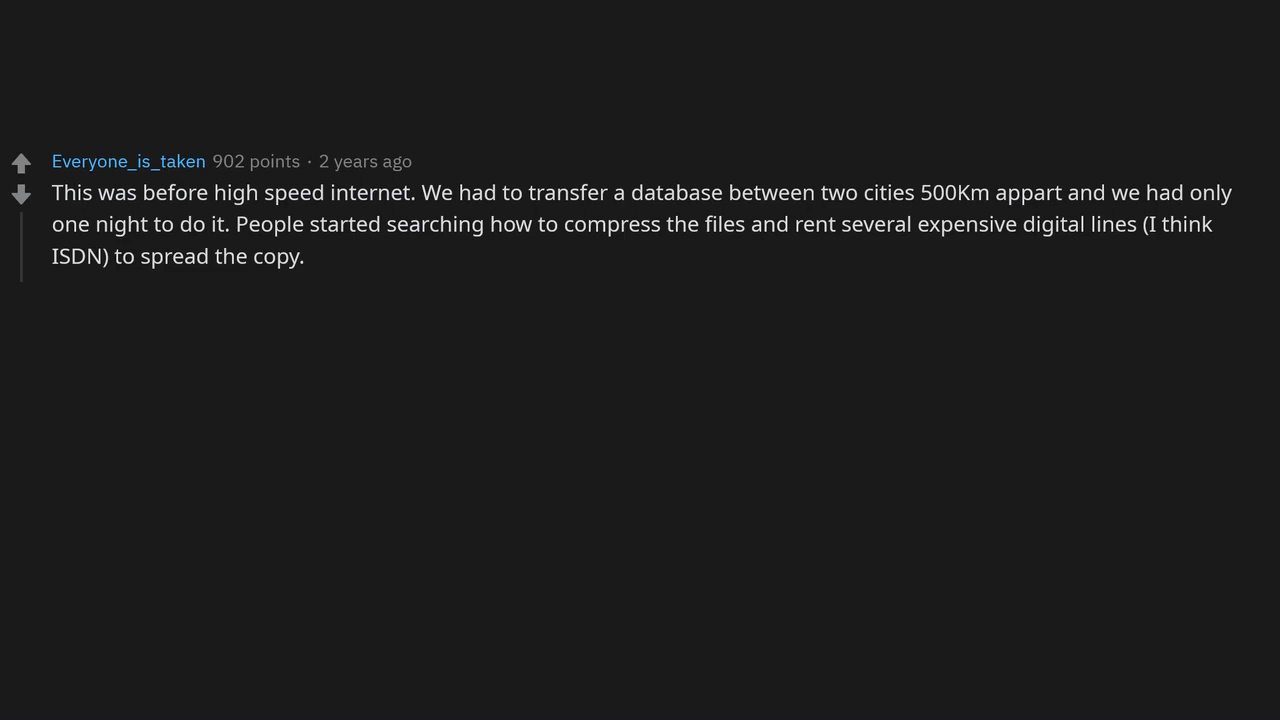 Everyone_is_taken 902 points · 2 years ago
This was before high speed internet. We had to transfer a database between two cities 500Km appart and we had only
one night to do it. People started searching how to compress the files and rent several expensive digital lines (I think
ISDN) to spread the copy.